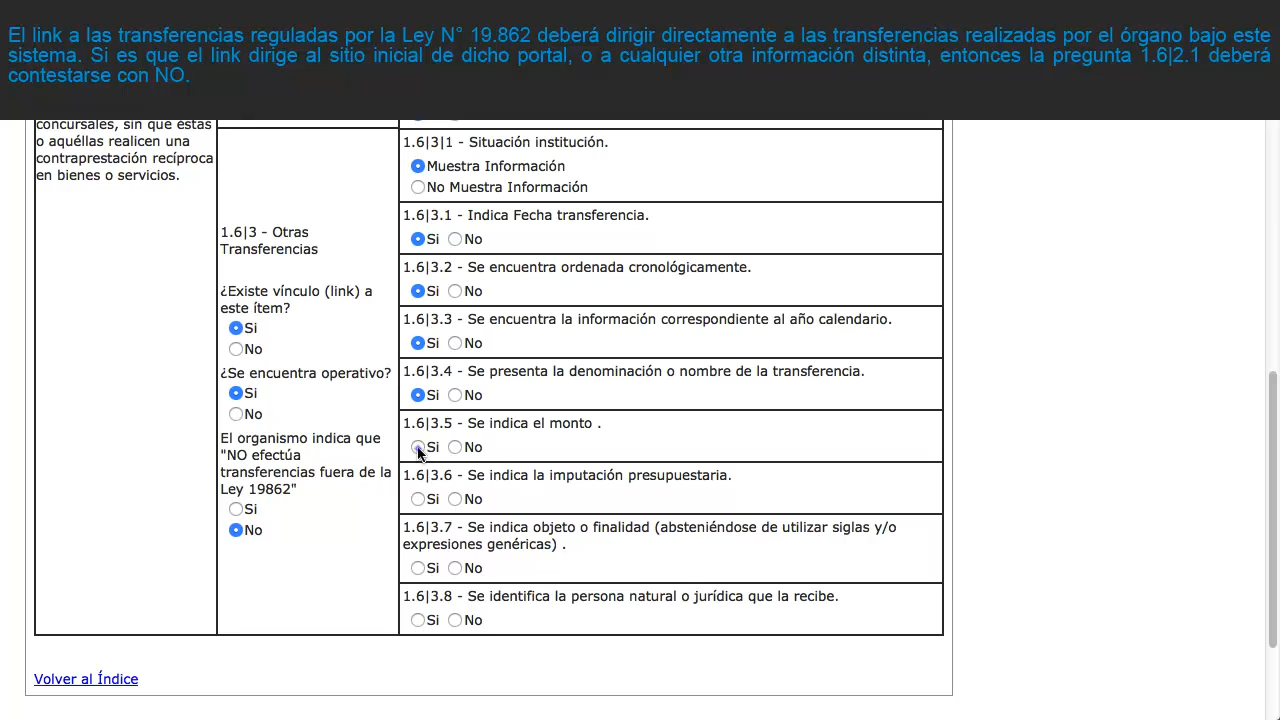 El link a las transferencias reguladas por la Ley N° 19.862 deberá dirigir directamente a las transferencias realizadas por el órgano bajo este
sistema. Si es que el link dirige al sitio inicial de dicho portal, o a cualquier otra información distinta, entonces la pregunta 1.6|2.1 deberá
contestarse con NO.
concursales, sin que éstas
o aquéllas realicen una
contraprestación recíproca
en bienes o servicios.
1.6|3 - Otras
Transferencias
¿Existe vínculo (link) a
este ítem?
Si
No
¿Se encuentra operativo?
Si
No
El organismo indica que
"NO efectúa
transferencias fuera de la
Ley 19862"
Si
No
1.6|3|1 - Situación institución.
Muestra Información
No Muestra Información
1.6|3.1 - Indica Fecha transferencia.
Si No
1.6|3.2 - Se encuentra ordenada cronológicamente.
Si No
1.6|3.3 - Se encuentra la información correspondiente al año calendario.
Si No
1.6|3.4 - Se presenta la denominación o nombre de la transferencia.
Si No
1.6|3.5 - Se indica el monto .
Si No
1.6|3.6 - Se indica la imputación presupuestaria.
Si No
1.6|3.7 - Se indica objeto o finalidad (absteniéndose de utilizar siglas y/o
expresiones genéricas) .
Si No
1.6|3.8 - Se identifica la persona natural o jurídica que la recibe.
Si No
Volver al Índice